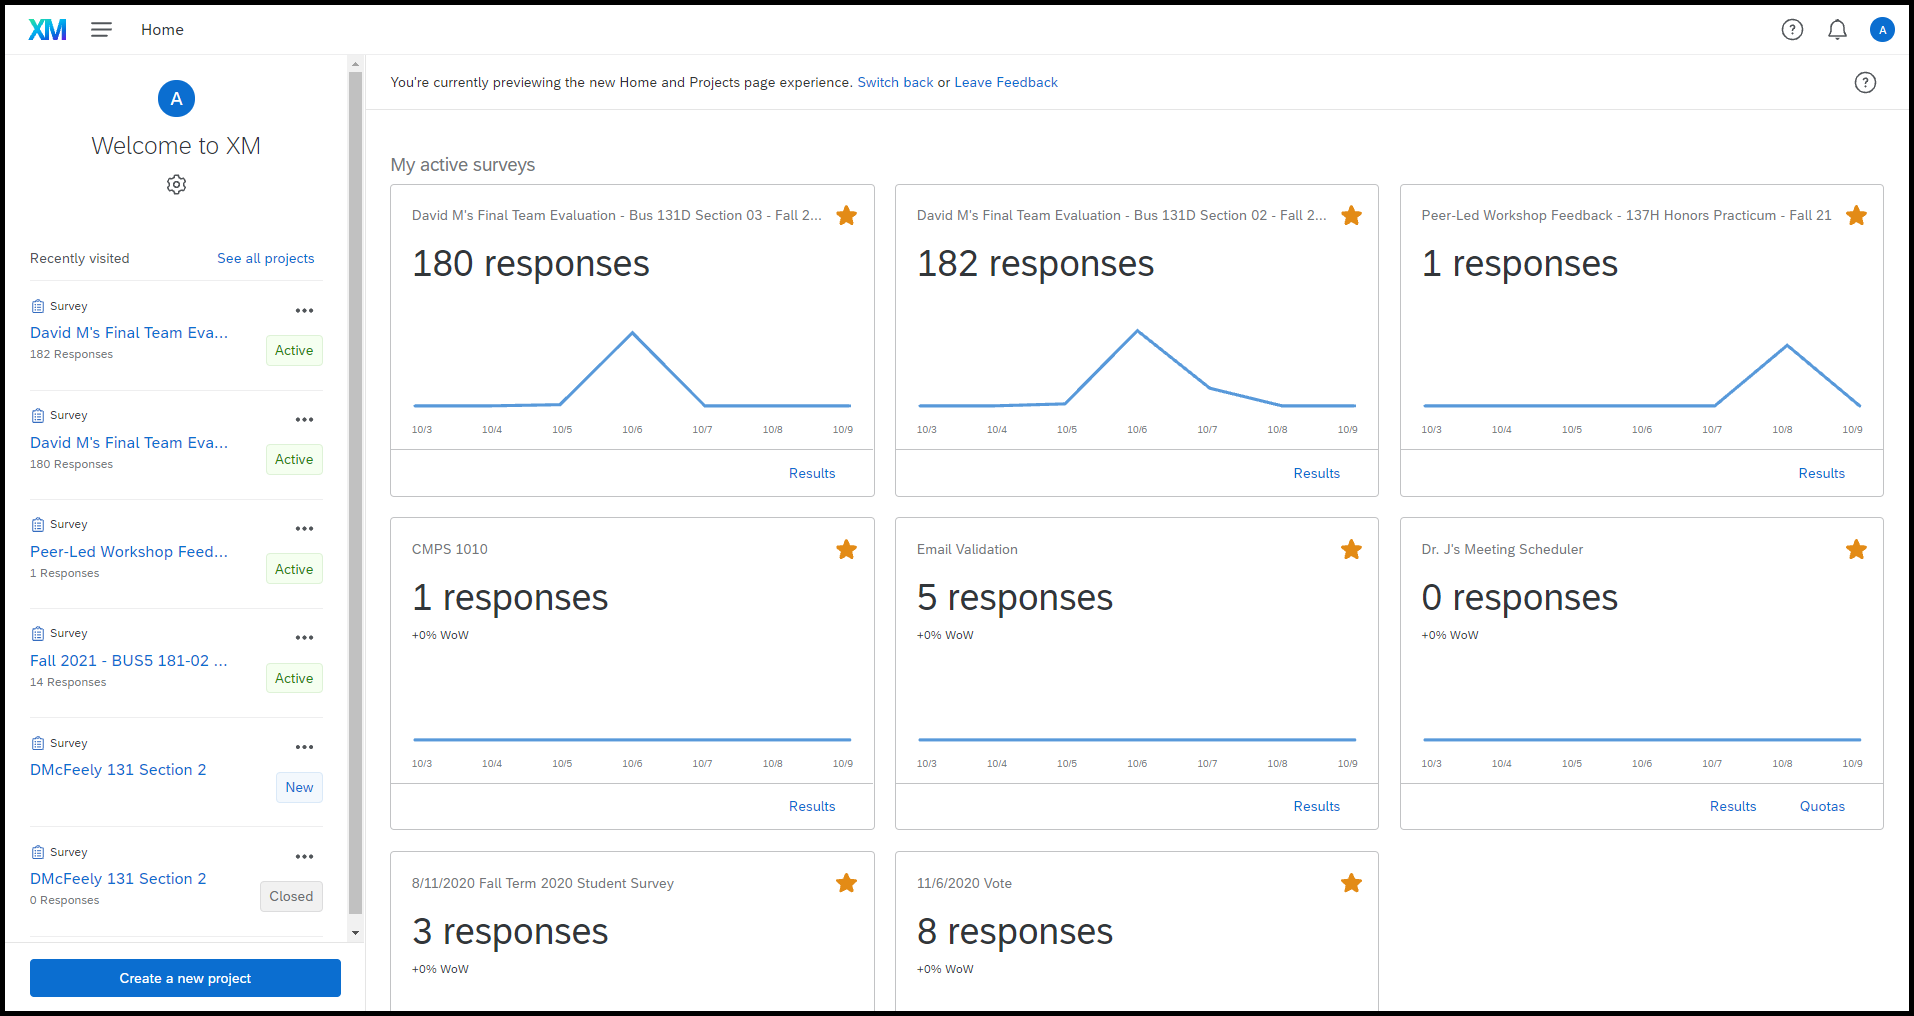 XM
Home
?
A
A
Welcome to XM
Recently visited
See all projects
Survey
David M's Final Team Eva...
182 Responses
Active
Survey
David M's Final Team Eva...
180 Responses
Active
Survey
Peer-Led Workshop Feed...
1 Responses
Active
Survey
Fall 2021 - BUS5 181-02 ...
14 Responses
Active
Survey
DMcFeely 131 Section 2
New
Survey
DMcFeely 131 Section 2
0 Responses
Closed
Create a new project
You're currently previewing the new Home and Projects page experience. Switch back or Leave Feedback
?
My active surveys
David M's Final Team Evaluation - Bus 131D Section 03 - Fall 2...
180 responses
10/3 10/4 10/5 10/6 10/7 10/8 10/9
Results
David M's Final Team Evaluation - Bus 131D Section 02 - Fall 2...
182 responses
10/3 10/4 10/5 10/6 10/7 10/8 10/9
Results
Peer-Led Workshop Feedback - 137H Honors Practicum - Fall 21
1 responses
10/3 10/4 10/5 10/6 10/7 10/8 10/9
Results
CMPS 1010
1 responses
+0% WoW
10/3 10/4 10/5 10/6 10/7 10/8 10/9
Results
Email Validation
5 responses
+0% WoW
10/3 10/4 10/5 10/6 10/7 10/8 10/9
Results
Dr. J's Meeting Scheduler
0 responses
+0% WoW
10/3 10/4 10/5 10/6 10/7 10/8 10/9
Results Quotas
8/11/2020 Fall Term 2020 Student Survey
3 responses
+0% WoW
11/6/2020 Vote
8 responses
+0% WoW